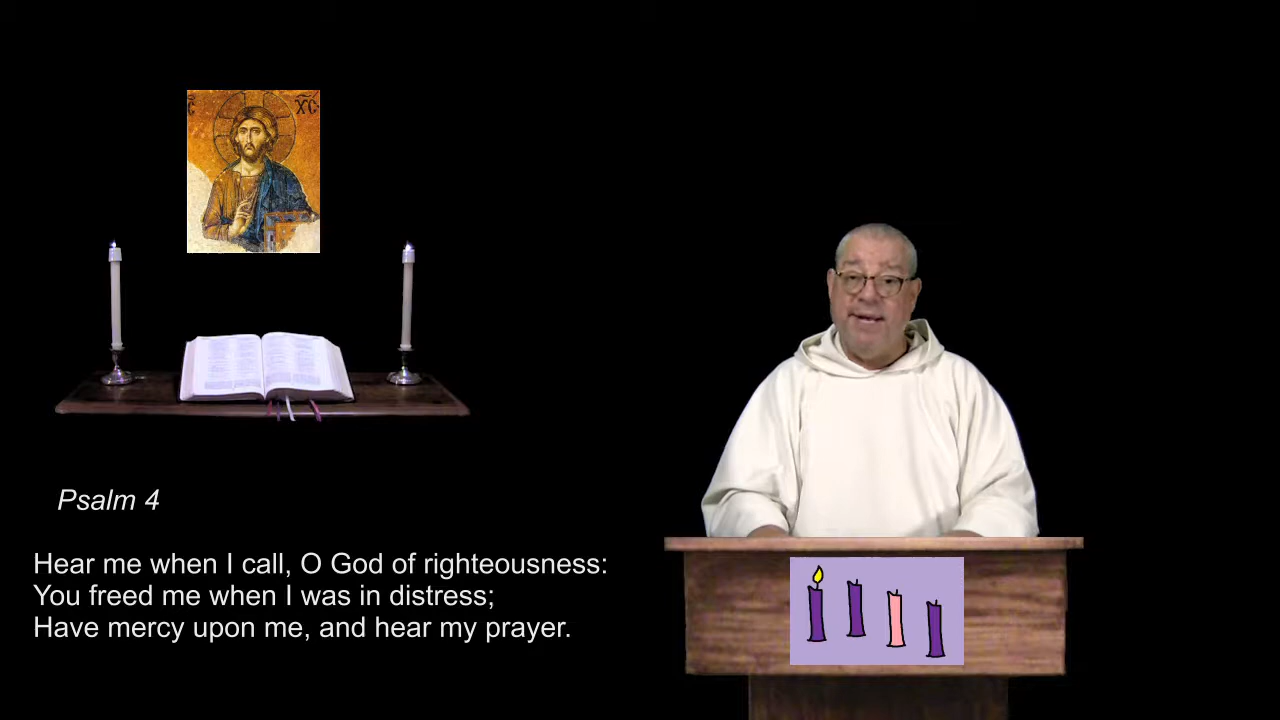 XC
Psalm 4
Hear me when I call, O God of righteousness:
You freed me when I was in distress;
Have mercy upon me, and hear my prayer.